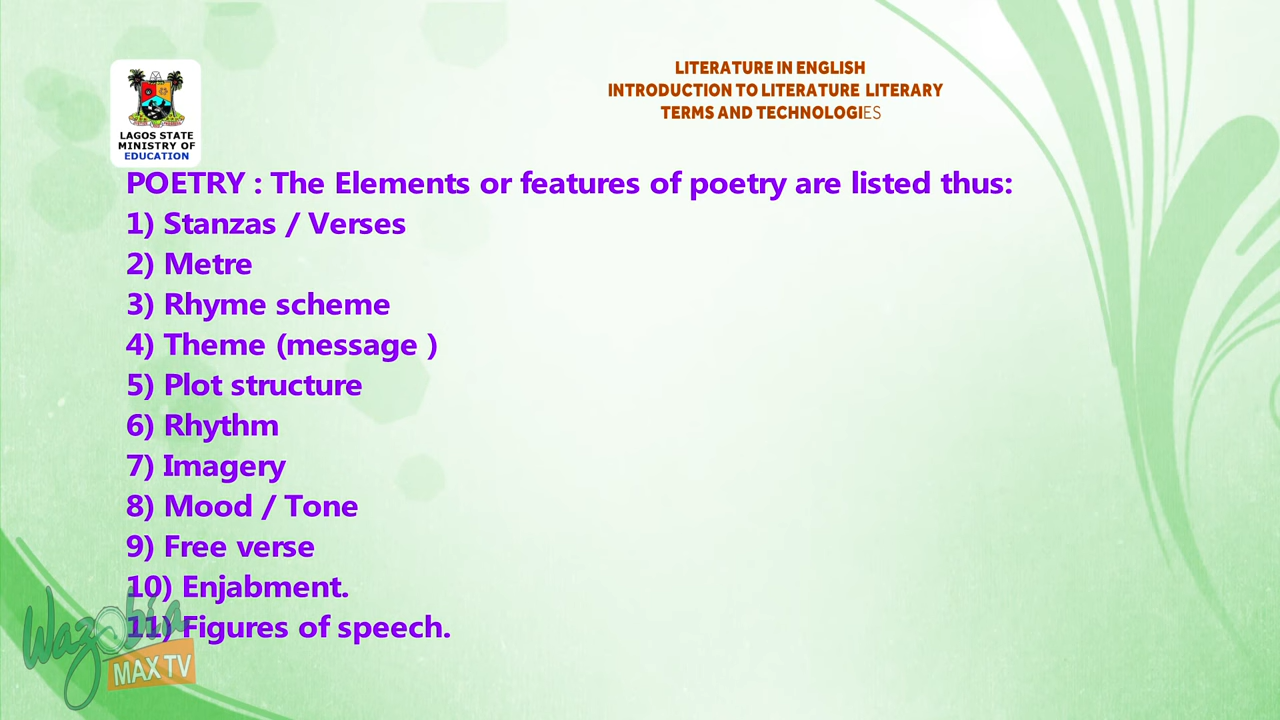 LITERATURE IN ENGLISH
INTRODUCTION TO LITERATURE LITERARY
TERMS AND TECHNOLOGIES
LAGOS STATE
MINISTRY OF
EDUCATION
POETRY : The Elements or features of poetry are listed thus:
1) Stanzas / Verses
2) Metre
3) Rhyme scheme
4) Theme (message )
5) Plot structure
6) Rhythm
7) Imagery
8) Mood / Tone
9) Free verse
10) Enjabment.
11) Figures of speech.
Wazobia
MAX TV